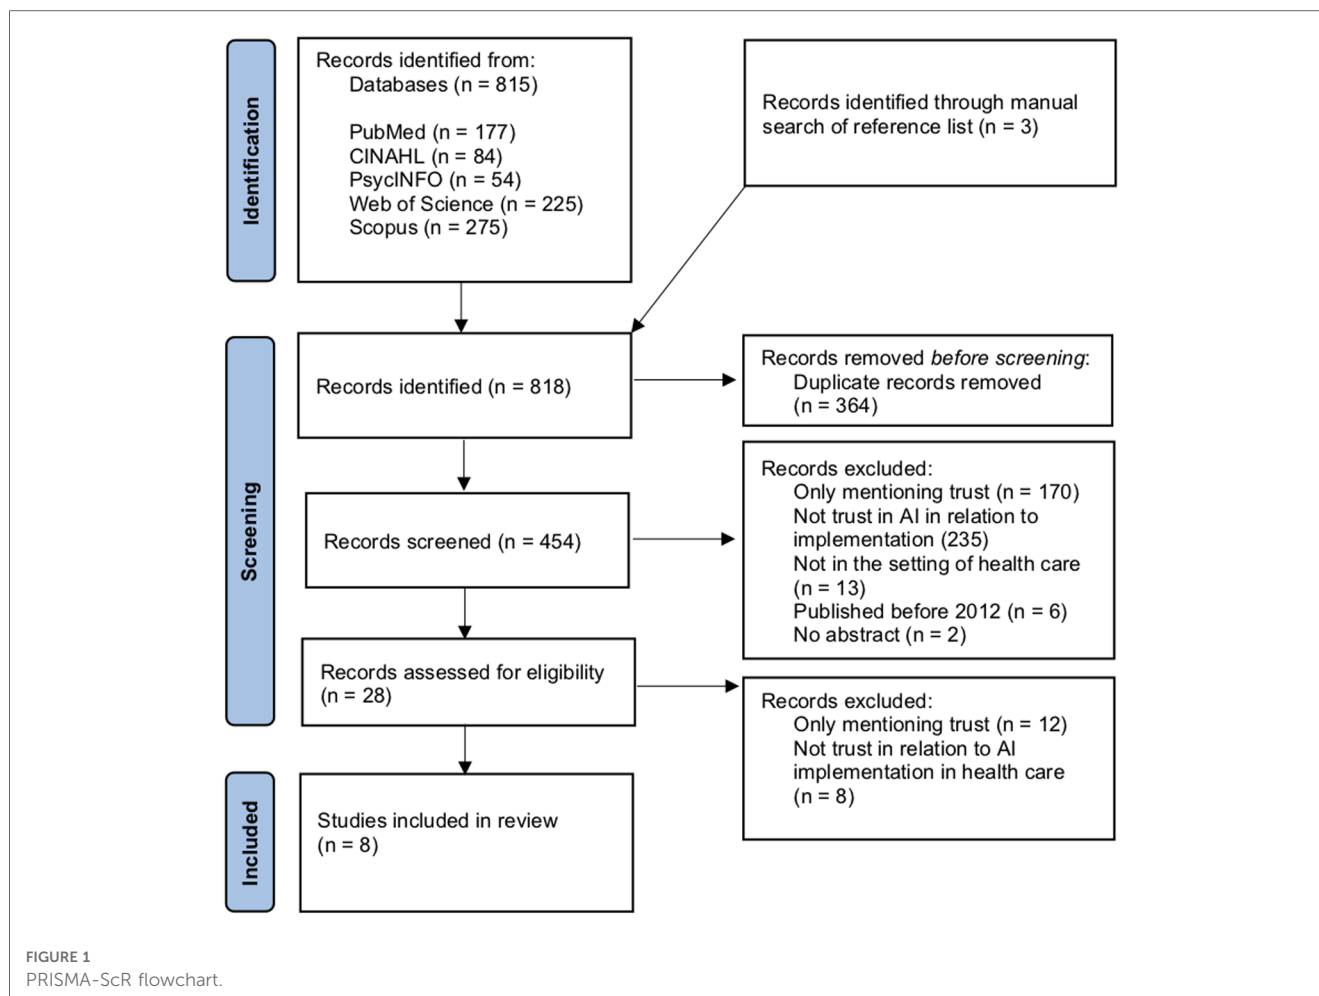 Identification
Records identified from:
Databases (n = 815)
PubMed (n = 177)
CINAHL (n = 84)
PsycINFO (n = 54)
Web of Science (n = 225)
Scopus (n = 275)
Records identified through manual
search of reference list (n = 3)
Screening
Records identified (n = 818)
Records removed before screening:
Duplicate records removed
(n = 364)
Records screened (n = 454)
Records excluded:
Only mentioning trust (n = 170)
Not trust in AI in relation to
implementation (235)
Not in the setting of health care
(n = 13)
Published before 2012 (n = 6)
No abstract (n = 2)
Records assessed for eligibility
(n = 28)
Records excluded:
Only mentioning trust (n = 12)
Not trust in relation to AI
implementation in health care
(n = 8)
Included
Studies included in review
(n = 8)
FIGURE 1
PRISMA-ScR flowchart.